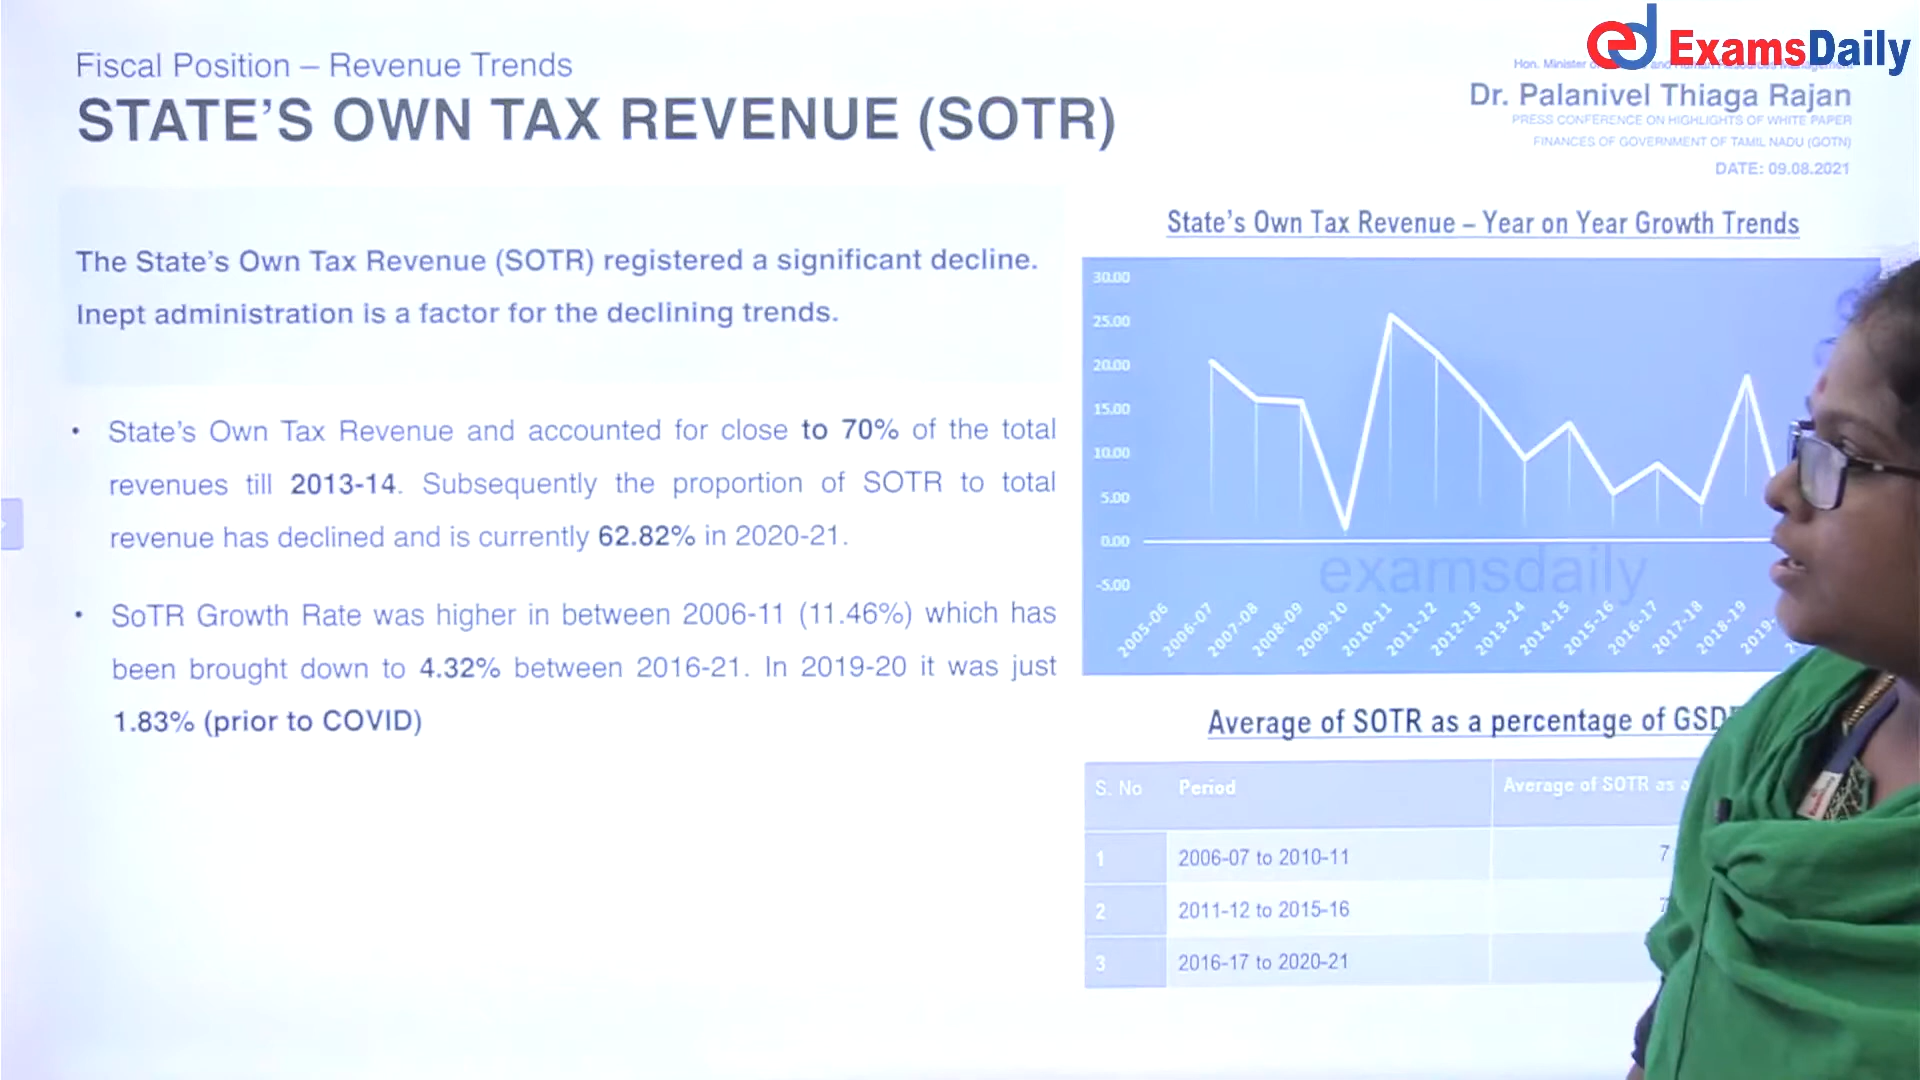 ExamsDaily
Fiscal Position – Revenue Trends
STATE'S OWN TAX REVENUE (SOTR)
Hon. Minister
Dr. Palanivel Thiaga Rajan
PRESS CONFERENCE ON HIGHLIGHTS OF WHITE PAPER
FINANCES OF GOVERNMENT OF TAMIL NADU (GOTN)
DATE: 09.08.2021
The State's Own Tax Revenue (SOTR) registered a significant decline.
Inept administration is a factor for the declining trends.
• State's Own Tax Revenue and accounted for close to 70% of the total
revenues till 2013-14. Subsequently the proportion of SOTR to total
revenue has declined and is currently 62.82% in 2020-21.
• SoTR Growth Rate was higher in between 2006-11 (11.46%) which has
been brought down to 4.32% between 2016-21. In 2019-20 it was just
1.83% (prior to COVID)
State's Own Tax Revenue – Year on Year Growth Trends
30.00
25.00
20.00
15.00
10.00
5.00
0.00
-5.00
examsdaily
2005-06 2006-07 2007-08 2008-09 2009-10 2010-11 2011-12 2012-13 2013-14 2014-15 2015-16 2016-17 2017-18 2018-19 2019-
Average of SOTR as a percentage of GSD
S. No Period Average of SOTR as a
1 2006-07 to 2010-11 7
2 2011-12 to 2015-16 7
3 2016-17 to 2020-21